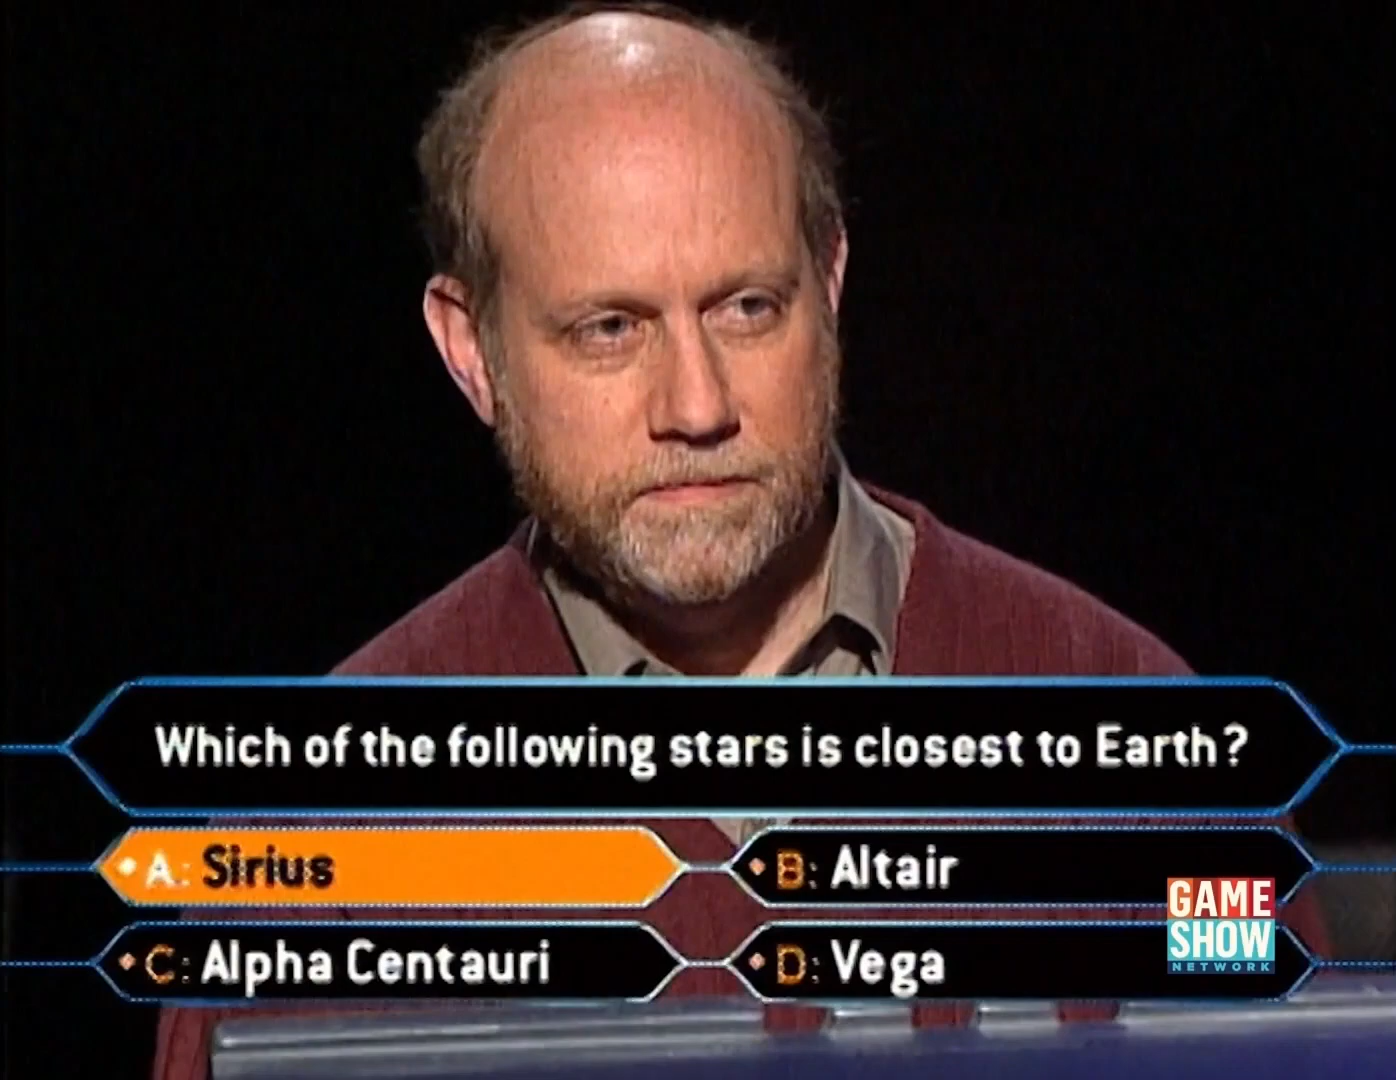 Which of the following stars is closest to Earth?
A: Sirius
B: Altair
C: Alpha Centauri
D: Vega
GAME
SHOW
NETWORK